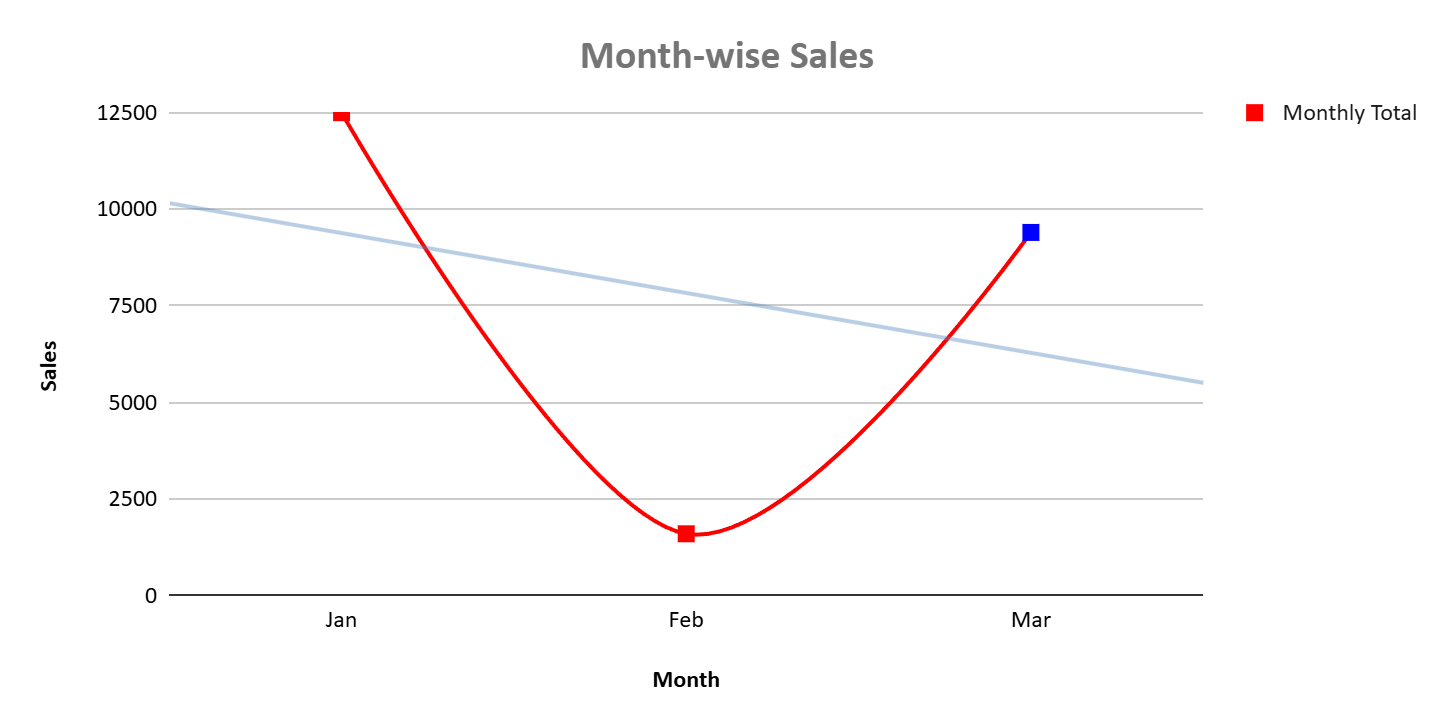 Month-wise Sales
12500
Monthly Total
10000
7500
5000
2500
0
Sales
Jan
Feb
Mar
Month